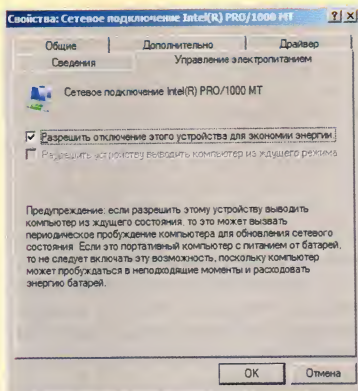 Свойства: Сетевое подключение Intel(R) PRO/1000 MT
Общие Дополнительно Драйвер
Сведения Управление электропитанием
Сетевое подключение Intel(R) PRO/1000 MT
Разрешить отключение этого устройства для экономии энергии
Разрешить устройству выводить компьютер из ждущего режима
Предупреждение: если разрешить этому устройству выводить
компьютер из ждущего состояния, то это может вызвать
периодическое пробуждение компьютера для обновления сетевого
состояния. Если это портативный компьютер с питанием от батарей,
то не следует включать эту возможность, поскольку компьютер
может пробуждаться в неподходящие моменты и расходовать
энергию батарей.
OK Отмена